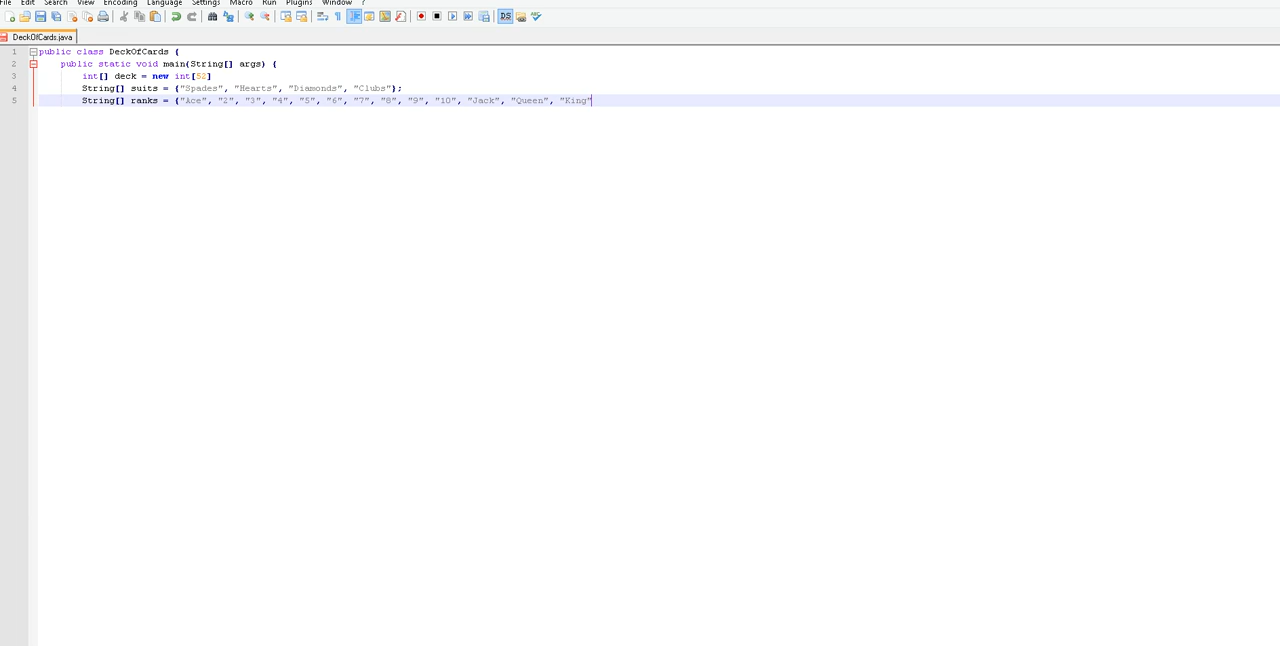 File Edit Search View Encoding Language Settings Macro Run Plugins Window ?
DeckOfCards.java
1 public class DeckOfCards {
2 public static void main(String[] args) {
3 int[] deck = new int[52]
4 String[] suits = {"Spades", "Hearts", "Diamonds", "Clubs"};
5 String[] ranks = {"Ace", "2", "3", "4", "5", "6", "7", "8", "9", "10", "Jack", "Queen", "King"